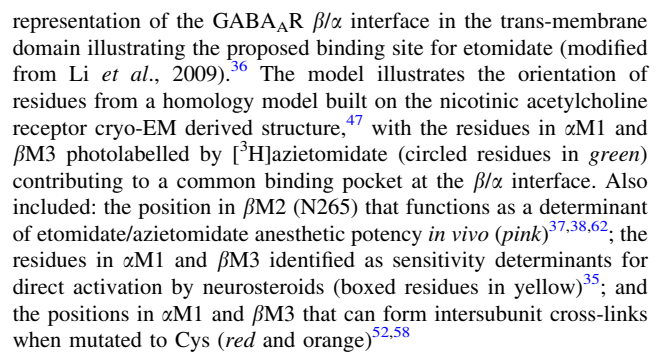 representation of the GABAAR β/α interface in the trans-membrane
domain illustrating the proposed binding site for etomidate (modified
from Li et al., 2009).36 The model illustrates the orientation of
residues from a homology model built on the nicotinic acetylcholine
receptor cryo-EM derived structure,47 with the residues in αM1 and
βM3 photolabelled by [3H]azietomidate (circled residues in green)
contributing to a common binding pocket at the β/α interface. Also
included: the position in βM2 (N265) that functions as a determinant
of etomidate/azietomidate anesthetic potency in vivo (pink)37,38,62; the
residues in αM1 and βM3 identified as sensitivity determinants for
direct activation by neurosteroids (boxed residues in yellow)35; and
the positions in αM1 and βM3 that can form intersubunit cross-links
when mutated to Cys (red and orange)52,58